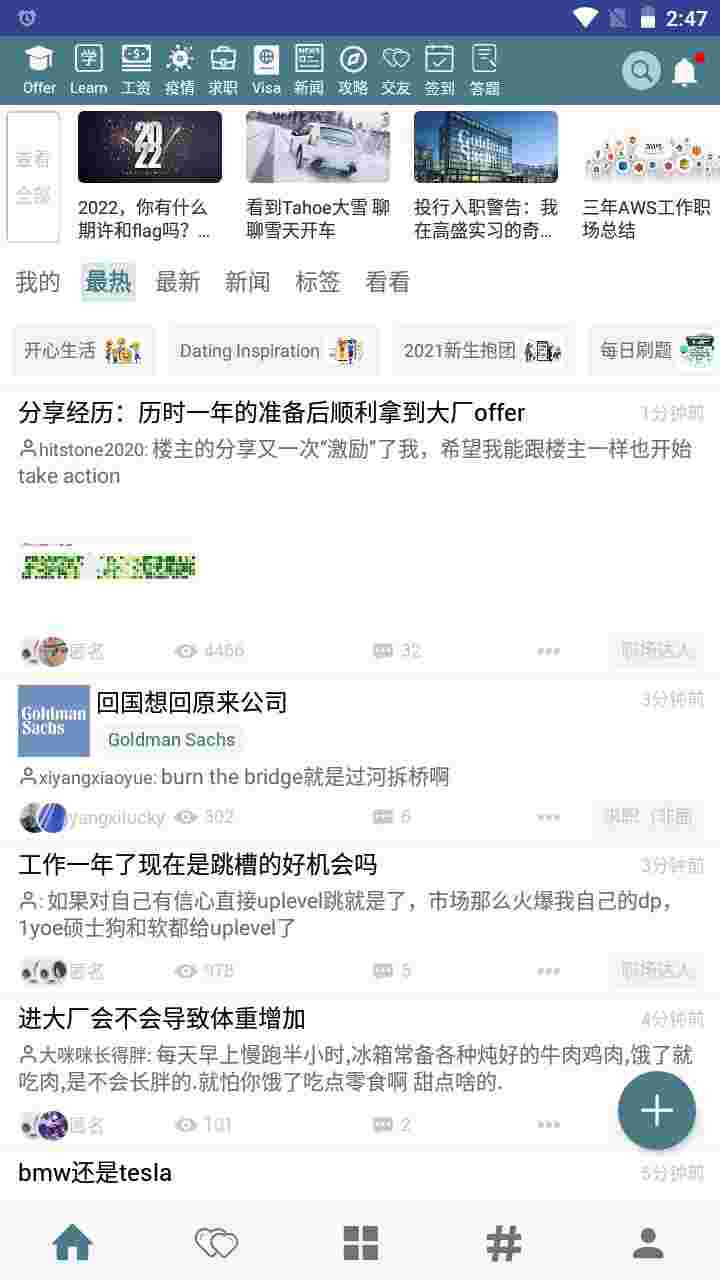 2:47
Offer Learn 工资 疫情 求职 Visa 新闻 攻略 交友 签到 答题
学
NEWS
查看
全部
2022
Goldman
Sachs
aws
2022，你有什么
期许和flag吗？...
看到Tahoe大雪 聊
聊雪天开车
投行入职警告：我
在高盛实习的奇...
三年AWS工作职
场总结
我的 最热 最新 新闻 标签 看看
开心生活 Dating Inspiration 2021新生抱团 每日刷题
分享经历：历时一年的准备后顺利拿到大厂offer 1分钟前
hitstone2020: 楼主的分享又一次“激励”了我，希望我能跟楼主一样也开始
take action
匿名 4466 32 职场达人
Goldman
Sachs
回国想回原来公司 3分钟前
Goldman Sachs
xiyangxiaoyue: burn the bridge就是过河拆桥啊
yangxilucky 302 6 求职（非面
工作一年了现在是跳槽的好机会吗 3分钟前
: 如果对自己有信心直接uplevel跳就是了，市场那么火爆我自己的dp，
1yoe硕士狗和软都给uplevel了
匿名 978 5 职场达人
进大厂会不会导致体重增加 4分钟前
大咪咪长得胖: 每天早上慢跑半小时,冰箱常备各种炖好的牛肉鸡肉,饿了就
吃肉,是不会长胖的.就怕你饿了吃点零食啊 甜点啥的.
匿名 101 2
bmw还是tesla 5分钟前